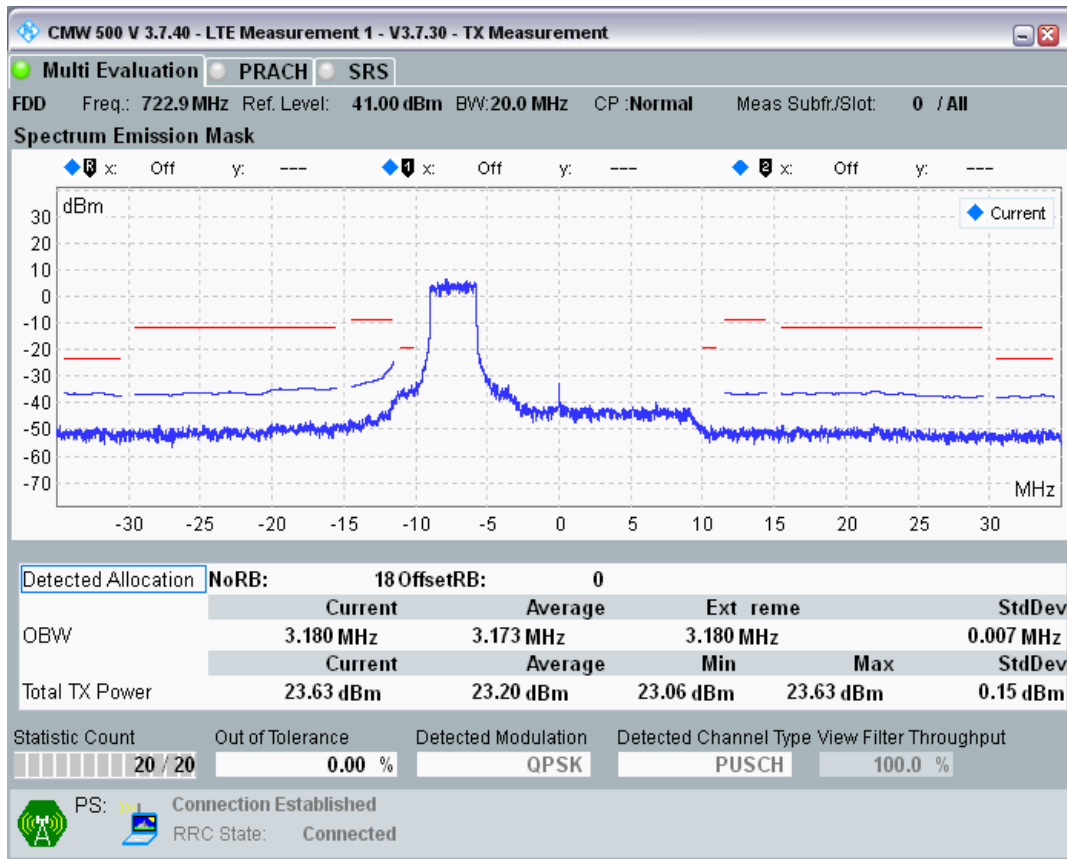 CMW 500 V 3.7.40 - LTE Measurement 1 - V3.7.30 - TX Measurement
Multi Evaluation PRACH SRS
FDD Freq.: 722.9 MHz Ref. Level: 41.00 dBm BW:20.0 MHz CP :Normal Meas Subfr./Slot: 0 / All
Spectrum Emission Mask
R x: Off y: --- 1 x: Off y: --- 2 x: Off y: ---
dBm
Current
30
20
10
0
-10
-20
-30
-40
-50
-60
-70
MHz
-30 -25 -20 -15 -10 -5 0 5 10 15 20 25 30
Detected Allocation NoRB: 18 OffsetRB: 0
Current Average Ext reme StdDev
OBW 3.180 MHz 3.173 MHz 3.180 MHz 0.007 MHz
Current Average Min Max StdDev
Total TX Power 23.63 dBm 23.20 dBm 23.06 dBm 23.63 dBm 0.15 dBm
Statistic Count Out of Tolerance Detected Modulation Detected Channel Type View Filter Throughput
20 / 20 0.00 % QPSK PUSCH 100.0 %
PS: Connection Established
RRC State: Connected